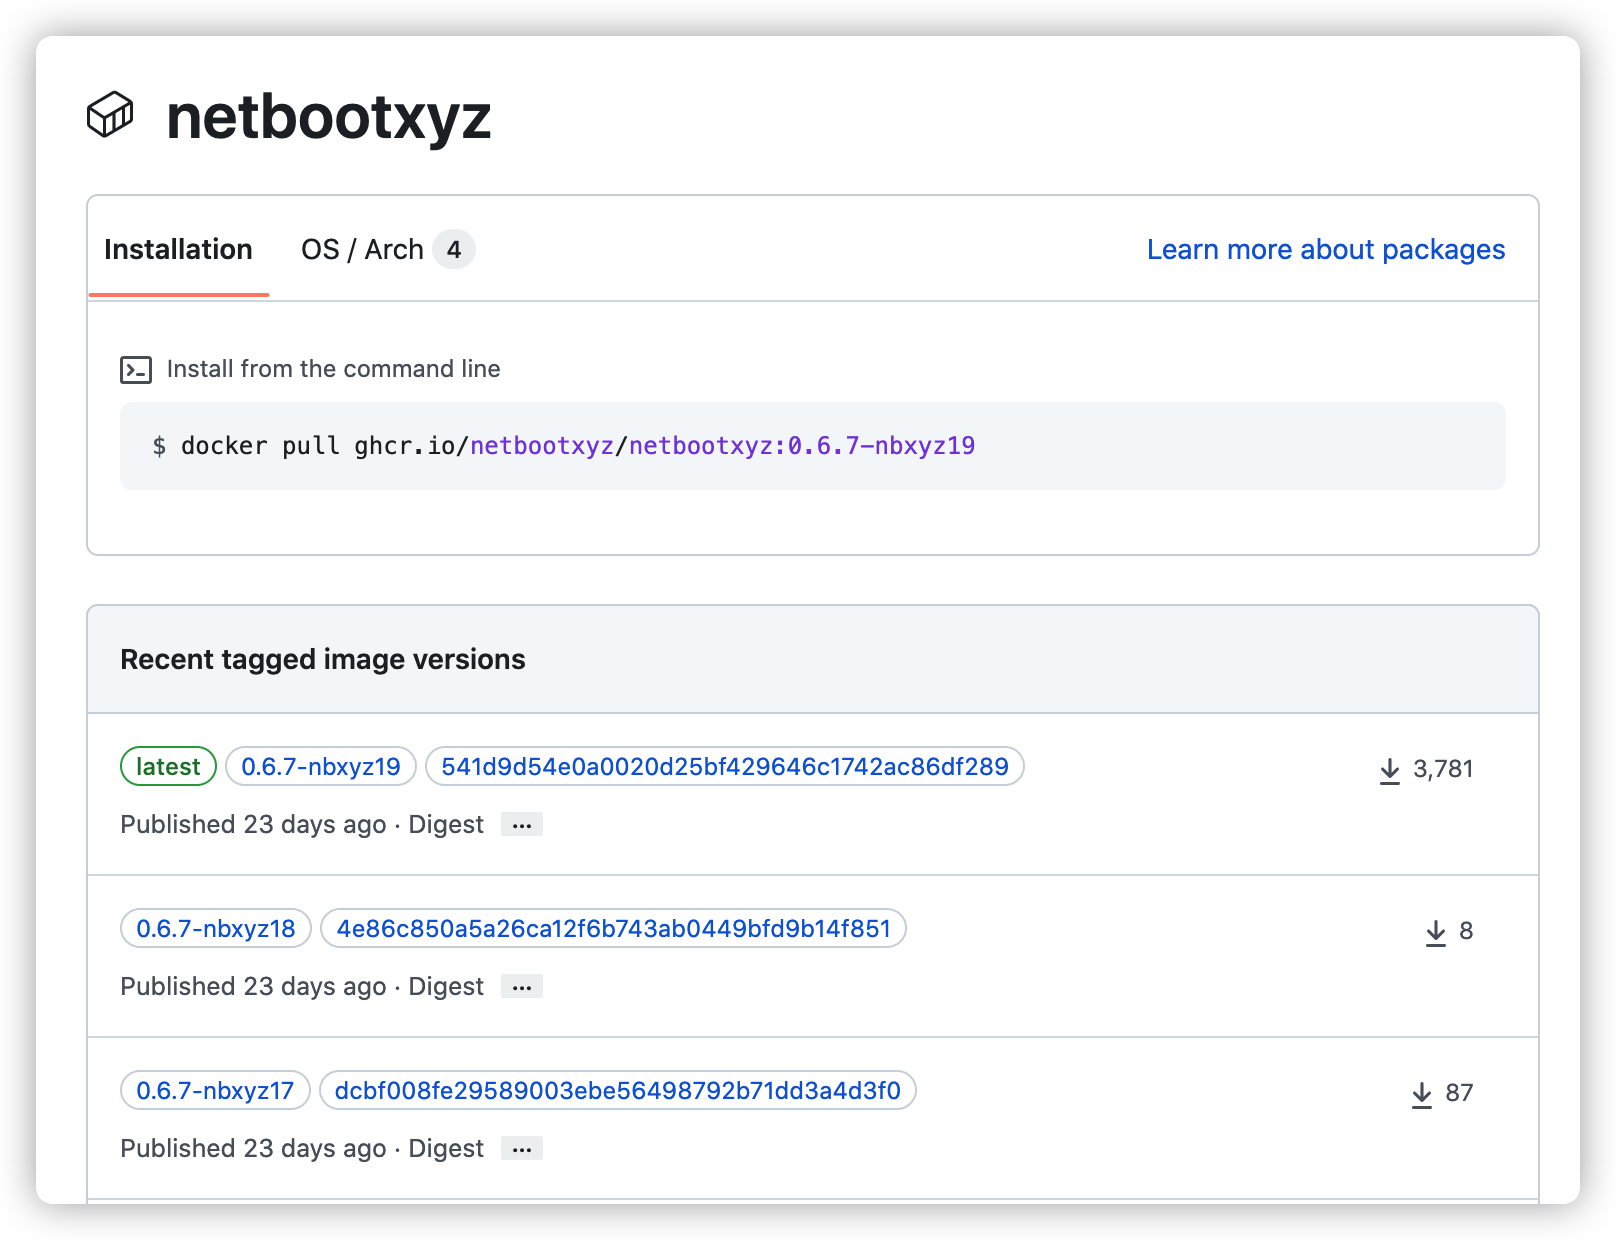 netbootxyz
Installation OS / Arch 4 Learn more about packages
Install from the command line
$ docker pull ghcr.io/netbootxyz/netbootxyz:0.6.7-nbxyz19
Recent tagged image versions
latest 0.6.7-nbxyz19 541d9d54e0a0020d25bf429646c1742ac86df289 3,781
Published 23 days ago · Digest ...
0.6.7-nbxyz18 4e86c850a5a26ca12f6b743ab0449bfd9b14f851 8
Published 23 days ago · Digest ...
0.6.7-nbxyz17 dcbf008fe29589003ebe56498792b71dd3a4d3f0 87
Published 23 days ago · Digest ...